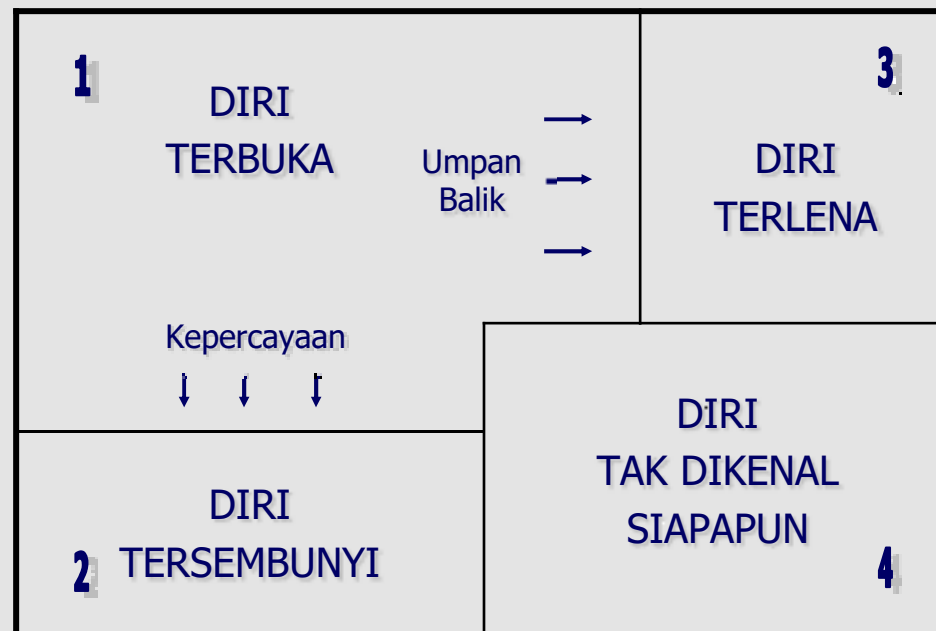 1
DIRI
TERBUKA
Umpan
Balik
Kepercayaan
3
DIRI
TERLENA
2
DIRI
TERSEMBUNYI
DIRI
TAK DIKENAL
SIAPAPUN
4